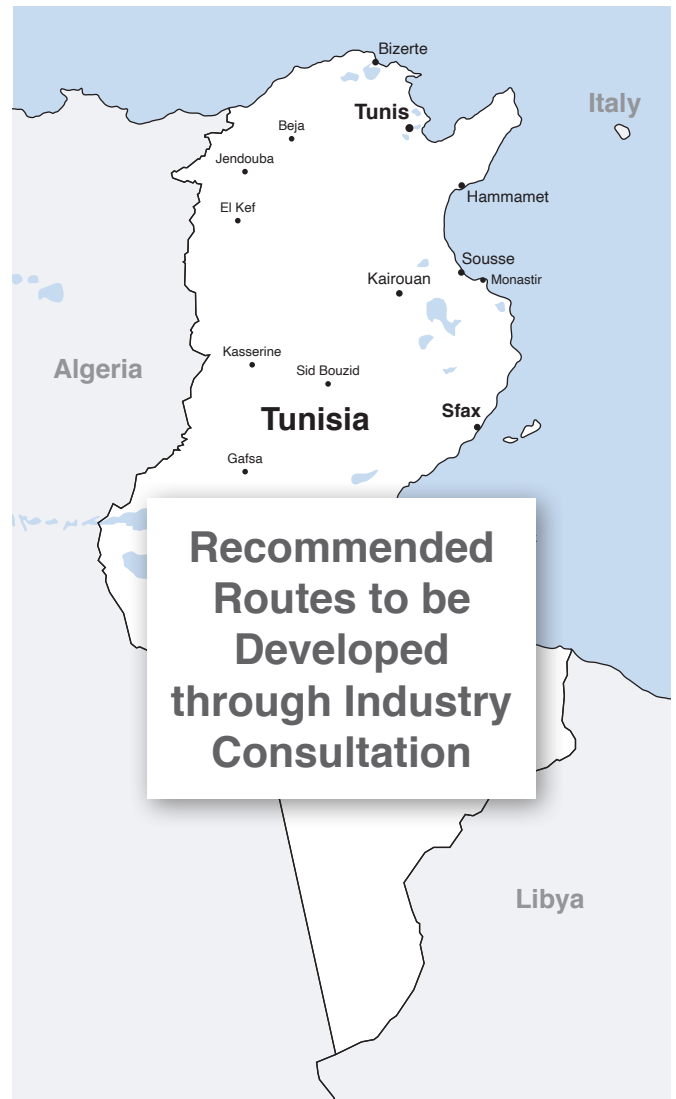 Bizerte
Italy
Tunis
Beja
Jendouba
Hammamet
El Kef
Sousse
Kairouan
Monastir
Kasserine
Algeria
Sid Bouzid
Tunisia
Sfax
Gafsa
Recommended
Routes to be
Developed
through Industry
Consultation
Libya